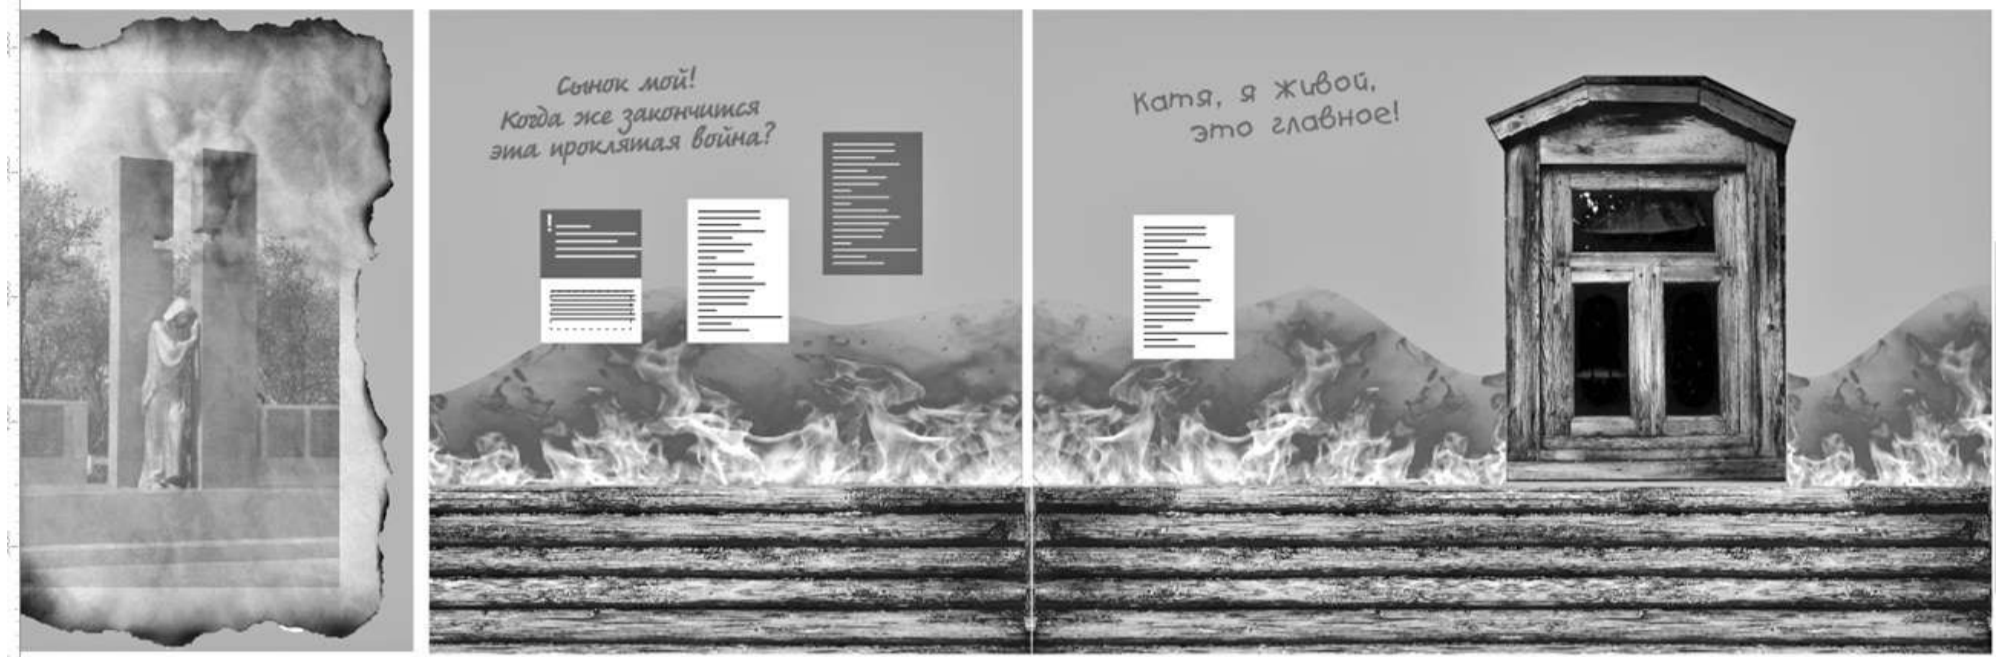 Сынок мой!
Когда же закончится
эта проклятая война?
Катя, я живой,
это главное!
!